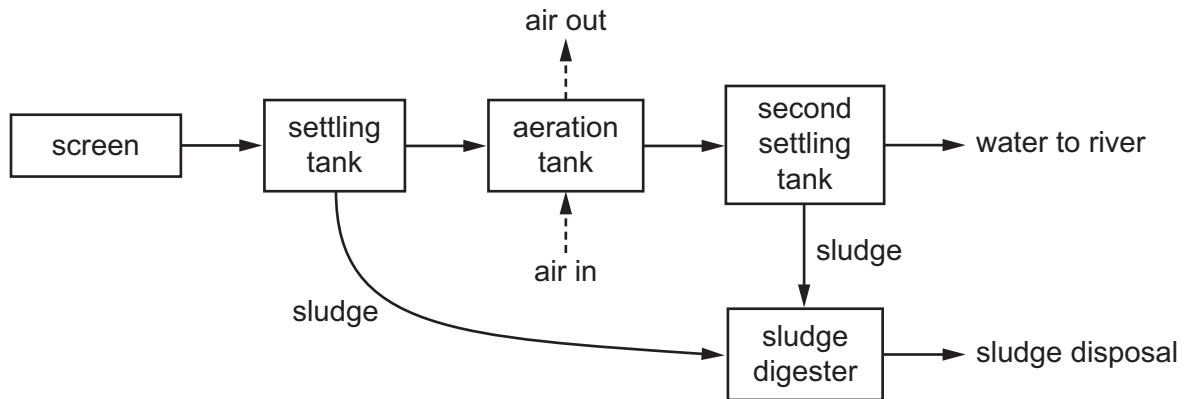 air out
screen
settling
tank
aeration
tank
second
settling
tank
water to river
air in
sludge
sludge
sludge
digester
sludge disposal